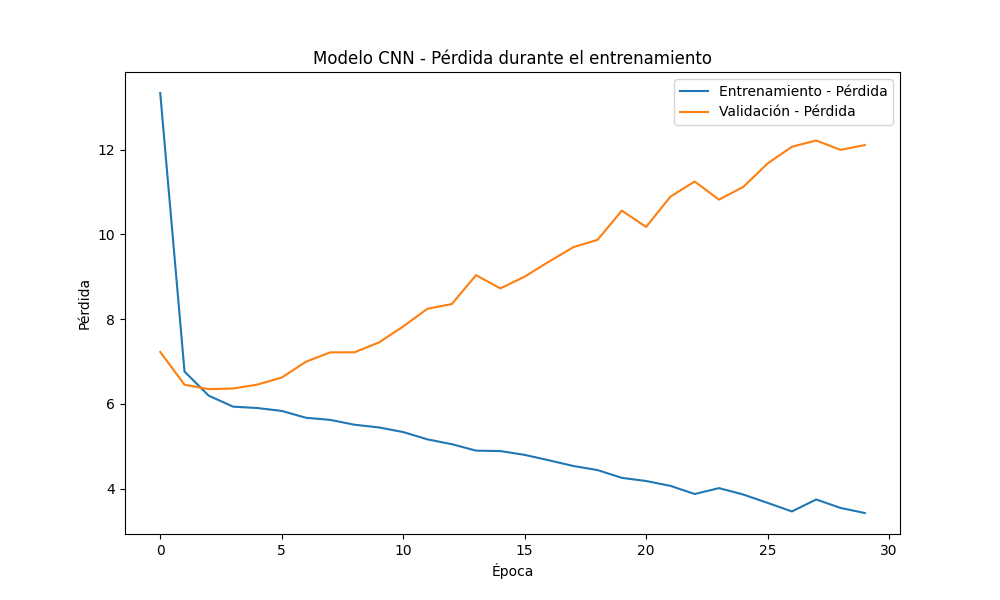 Modelo CNN - Pérdida durante el entrenamiento
Entrenamiento - Pérdida
Validación - Pérdida
Pérdida
12
10
8
6
4
0
5
10
15
20
25
30
Época